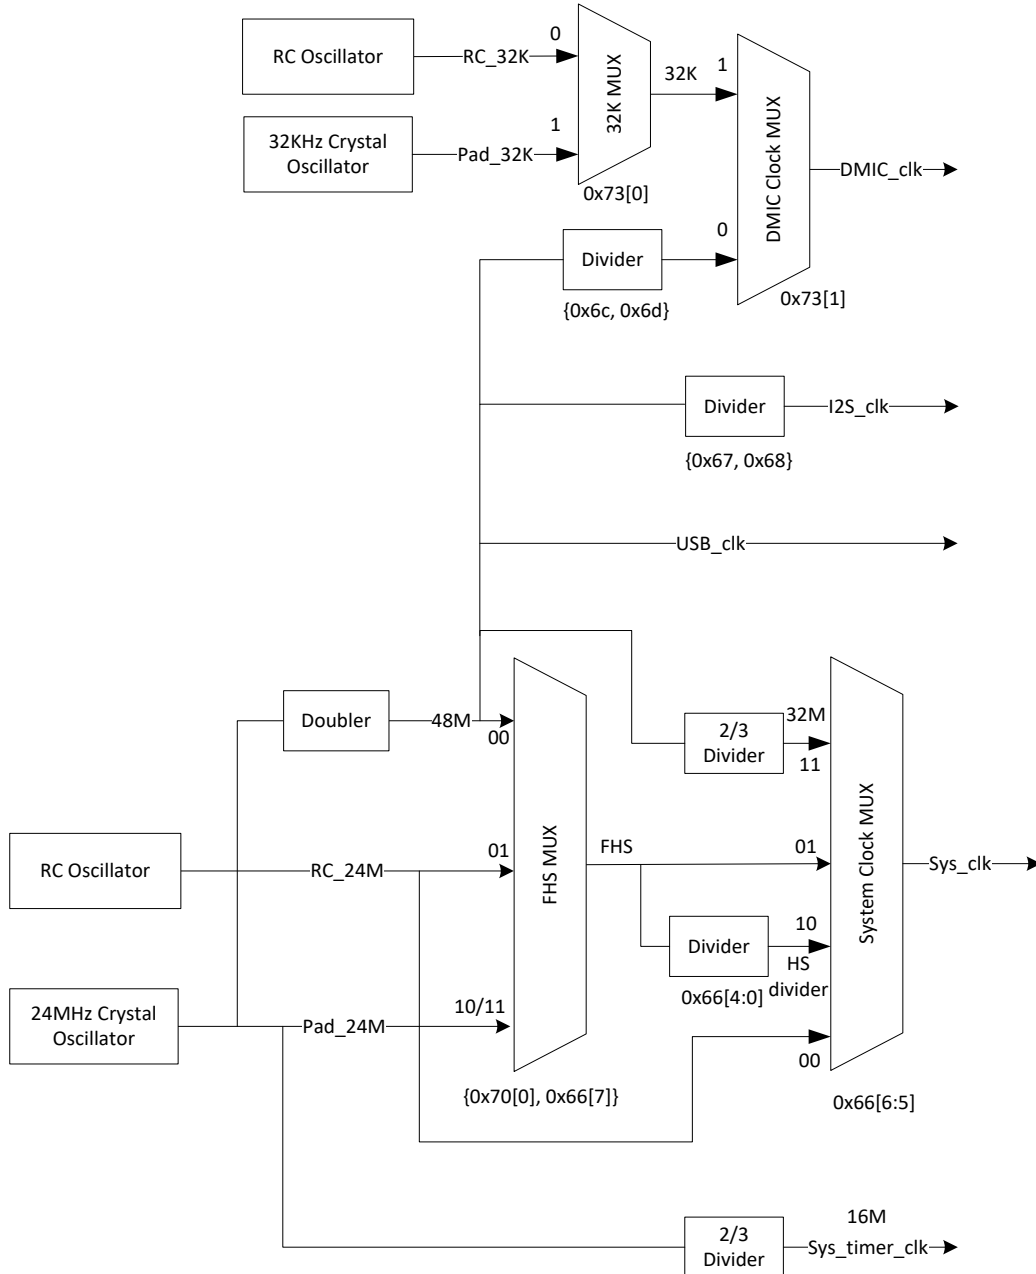 RC Oscillator
RC_32K
0
32KHz Crystal
Oscillator
Pad_32K
1
32K MUX
0x73[0]
32K
1
DMIC Clock MUX
DMIC_clk
0
Divider
{0x6c, 0x6d}
0x73[1]
Divider
I2S_clk
{0x67, 0x68}
USB_clk
Doubler
48M
00
2/3
Divider
32M
11
RC Oscillator
RC_24M
01
FHS MUX
FHS
01
System Clock MUX
Sys_clk
Divider
10
HS
divider
0x66[4:0]
24MHz Crystal
Oscillator
Pad_24M
10/11
00
{0x70[0], 0x66[7]}
0x66[6:5]
2/3
Divider
16M
Sys_timer_clk